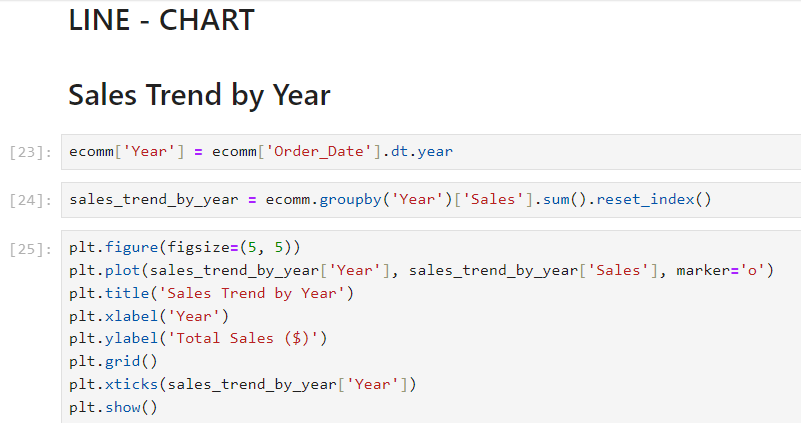 LINE - CHART
Sales Trend by Year
[23]: ecomm['Year'] = ecomm['Order_Date'].dt.year
[24]: sales_trend_by_year = ecomm.groupby('Year')['Sales'].sum().reset_index()
[25]: plt.figure(figsize=(5, 5))
plt.plot(sales_trend_by_year['Year'], sales_trend_by_year['Sales'], marker='o')
plt.title('Sales Trend by Year')
plt.xlabel('Year')
plt.ylabel('Total Sales ($)')
plt.grid()
plt.xticks(sales_trend_by_year['Year'])
plt.show()